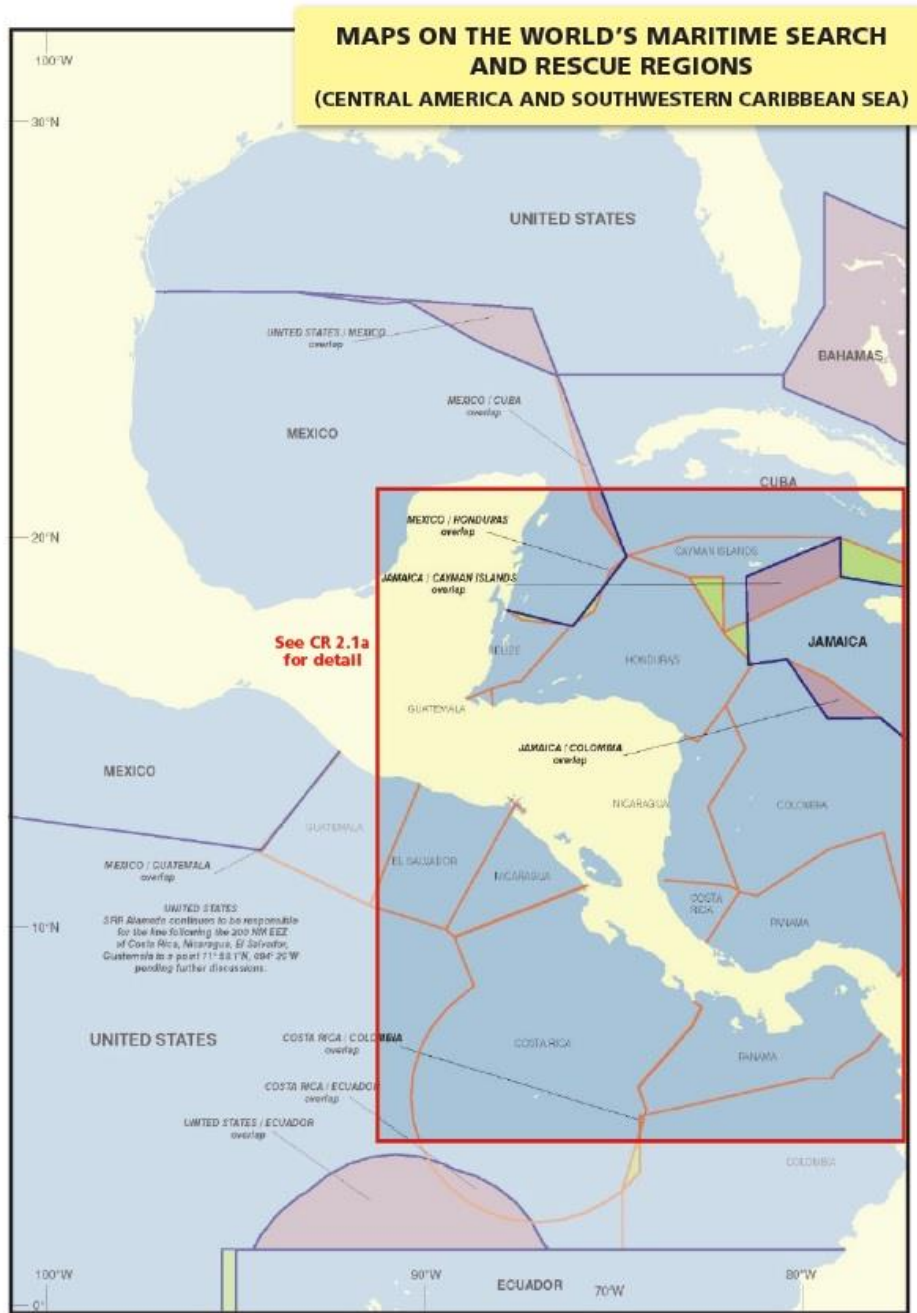 MAPS ON THE WORLD'S MARITIME SEARCH
AND RESCUE REGIONS
(CENTRAL AMERICA AND SOUTHWESTERN CARIBBEAN SEA)
100°W
30°N
UNITED STATES
UNITED STATES / MEXICO
overlap
BAHAMAS
MEXICO / CUBA
overlap
MEXICO
CUBA
MEXICO / HONDURAS
overlap
20°N
CAYMAN ISLANDS
JAMAICA / CAYMAN ISLANDS
overlap
See CR 2.1a
for detail
JAMAICA
BELIZE
HONDURAS
GUATEMALA
JAMAICA / COLOMBIA
overlap
MEXICO
NICARAGUA
COLOMBIA
GUATEMALA
EL SALVADOR
MEXICO / GUATEMALA
overlap
NICARAGUA
COSTA
RICA
PANAMA
UNITED STATES
SRR Alameda continues to be responsible
for the line following the 200 NM EEZ
of Costa Rica, Nicaragua, El Salvador,
Guatemala to a point
pending further discussions.
10°N
UNITED STATES
COSTA RICA / COLOMBIA
overlap
COSTA RICA
PANAMA
COSTA RICA / ECUADOR
overlap
UNITED STATES / ECUADOR
overlap
COLOMBIA
100°W
90°W
ECUADOR
70°W
80°W
0°